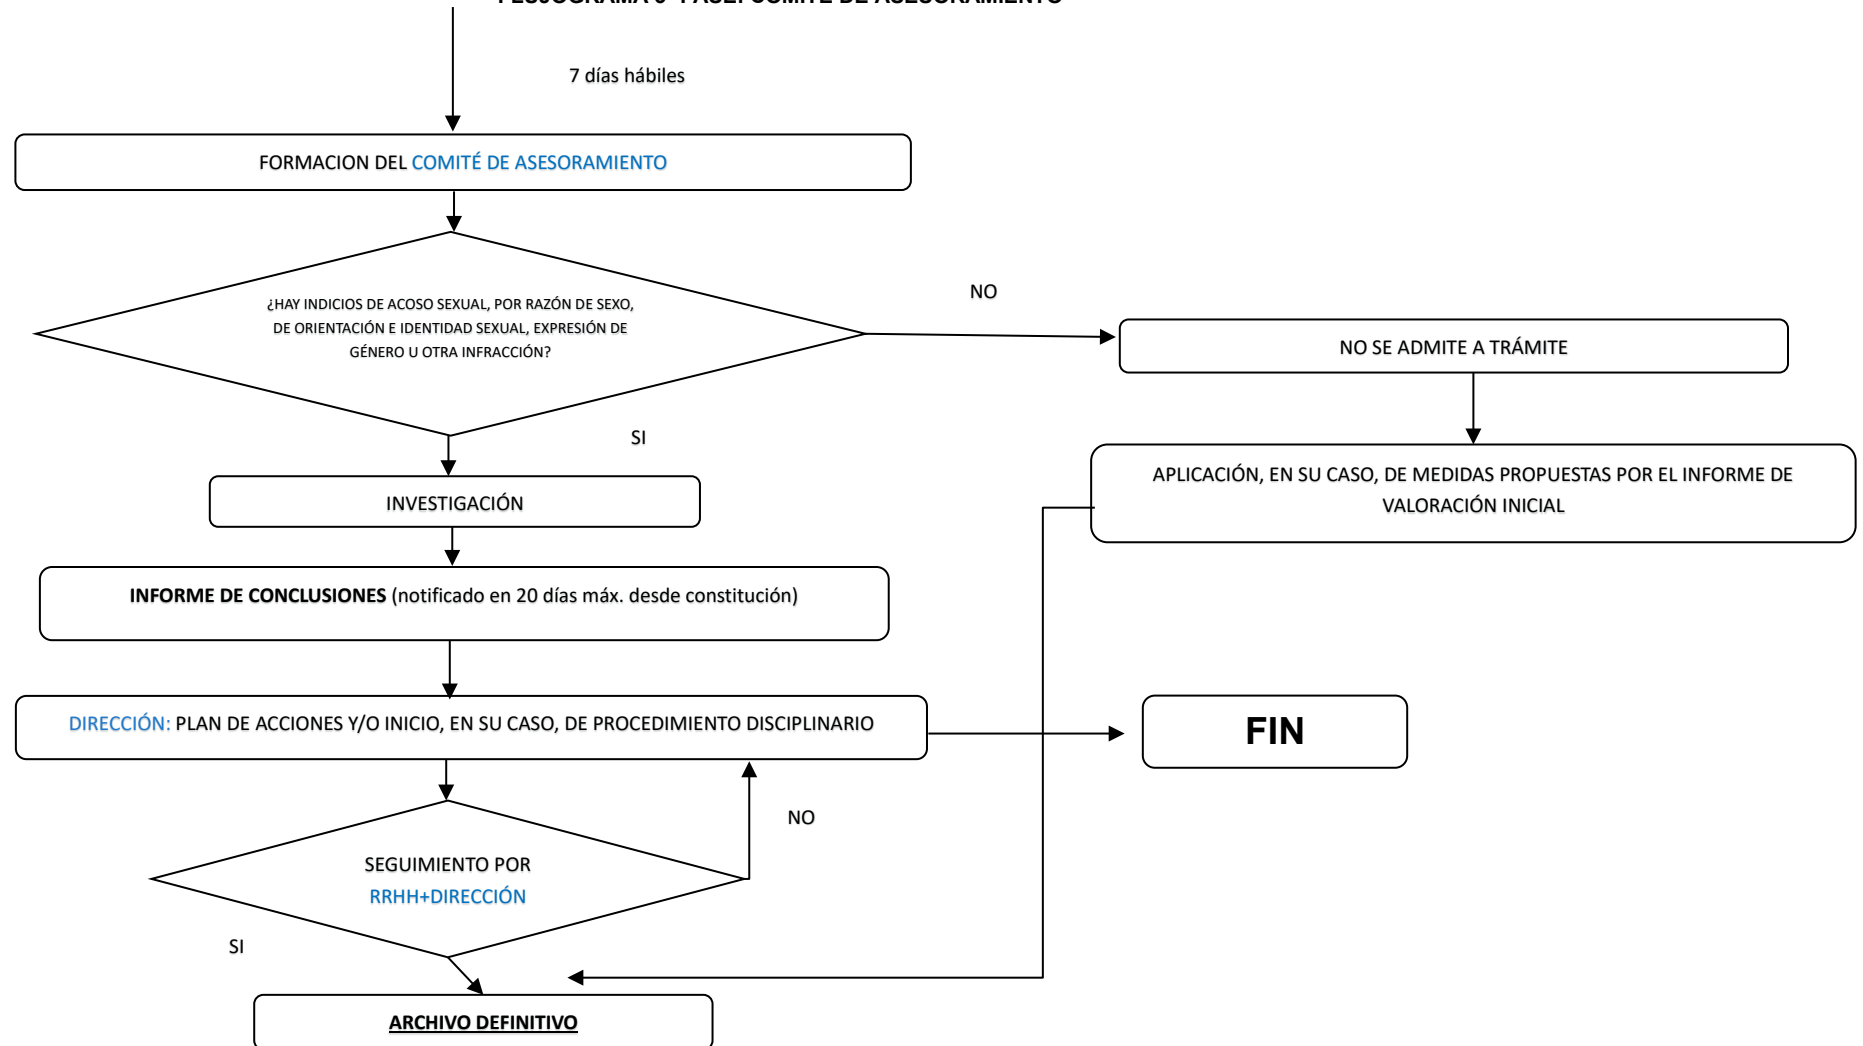 7 días hábiles
FORMACION DEL COMITÉ DE ASESORAMIENTO
¿HAY INDICIOS DE ACOSO SEXUAL, POR RAZÓN DE SEXO,
DE ORIENTACIÓN E IDENTIDAD SEXUAL, EXPRESIÓN DE
GÉNERO U OTRA INFRACCIÓN?
NO
NO SE ADMITE A TRÁMITE
SI
APLICACIÓN, EN SU CASO, DE MEDIDAS PROPUESTAS POR EL INFORME DE
VALORACIÓN INICIAL
INVESTIGACIÓN
INFORME DE CONCLUSIONES (notificado en 20 días máx. desde constitución)
DIRECCIÓN: PLAN DE ACCIONES Y/O INICIO, EN SU CASO, DE PROCEDIMIENTO DISCIPLINARIO
FIN
NO
SEGUIMIENTO POR
RRHH+DIRECCIÓN
SI
ARCHIVO DEFINITIVO